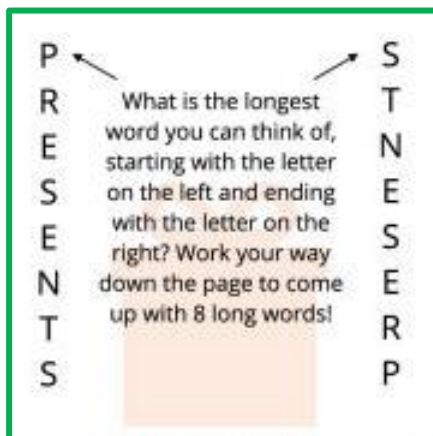 P
R
E
S
E
N
T
S
What is the longest
word you can think of,
starting with the letter
on the left and ending
with the letter on the
right? Work your way
down the page to come
up with 8 long words!
S
T
N
E
S
E
R
P